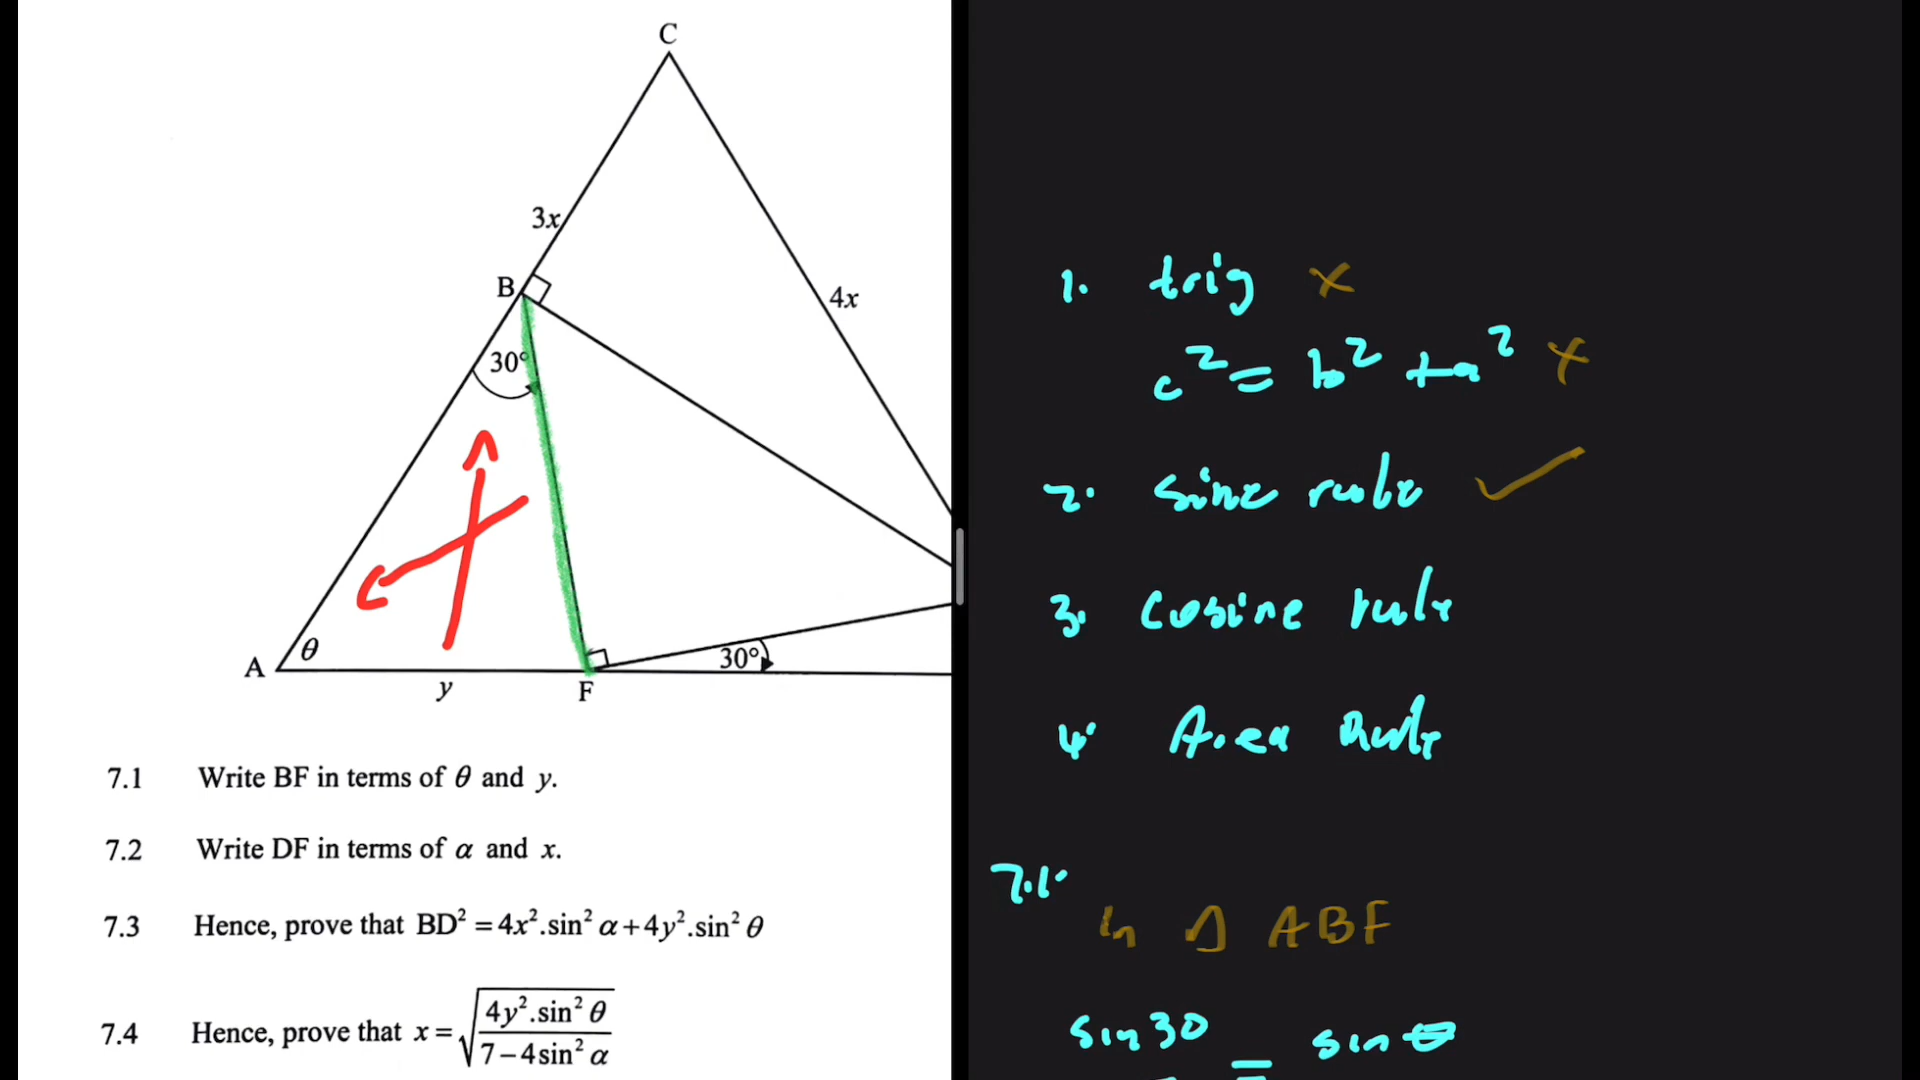 C
3x
B
4x
30°
θ
A
30°
y
F
7.1 Write BF in terms of θ and y.
7.2 Write DF in terms of α and x.
7.3 Hence, prove that BD² = 4x².sin² α + 4y².sin² θ
7.4 Hence, prove that x = √(4y².sin² θ / 7 – 4sin² α)
1. trig ×
c² = b² + a² ×
2. sine rule ✓
3. Cosine rule
4. Area Rule
7.1.
In Δ ABF
sin30 = sinθ